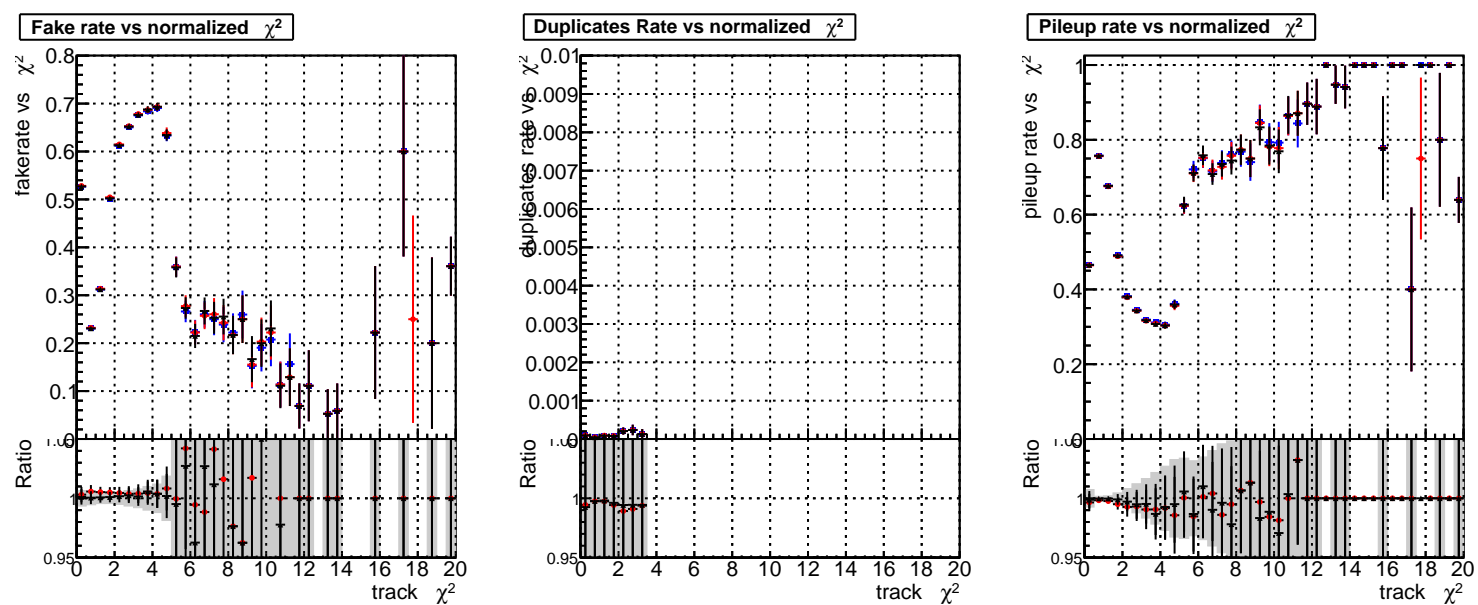 Fake rate vs normalized χ²
fakerate vs χ²
0.8
0.7
0.6
0.5
0.4
0.3
0.2
0.1
Ratio
1
0.95
0 2 4 6 8 10 12 14 16 18 20
track χ²
Duplicates Rate vs normalized χ²
duplicates rate vs χ²
0.01
0.009
0.008
0.007
0.006
0.005
0.004
0.003
0.002
0.001
Ratio
1
0.95
0 2 4 6 8 10 12 14 16 18 20
track χ²
Pileup rate vs normalized χ²
pileup rate vs χ²
1
0.8
0.6
0.4
0.2
Ratio
1
0.95
0 2 4 6 8 10 12 14 16 18 20
track χ²